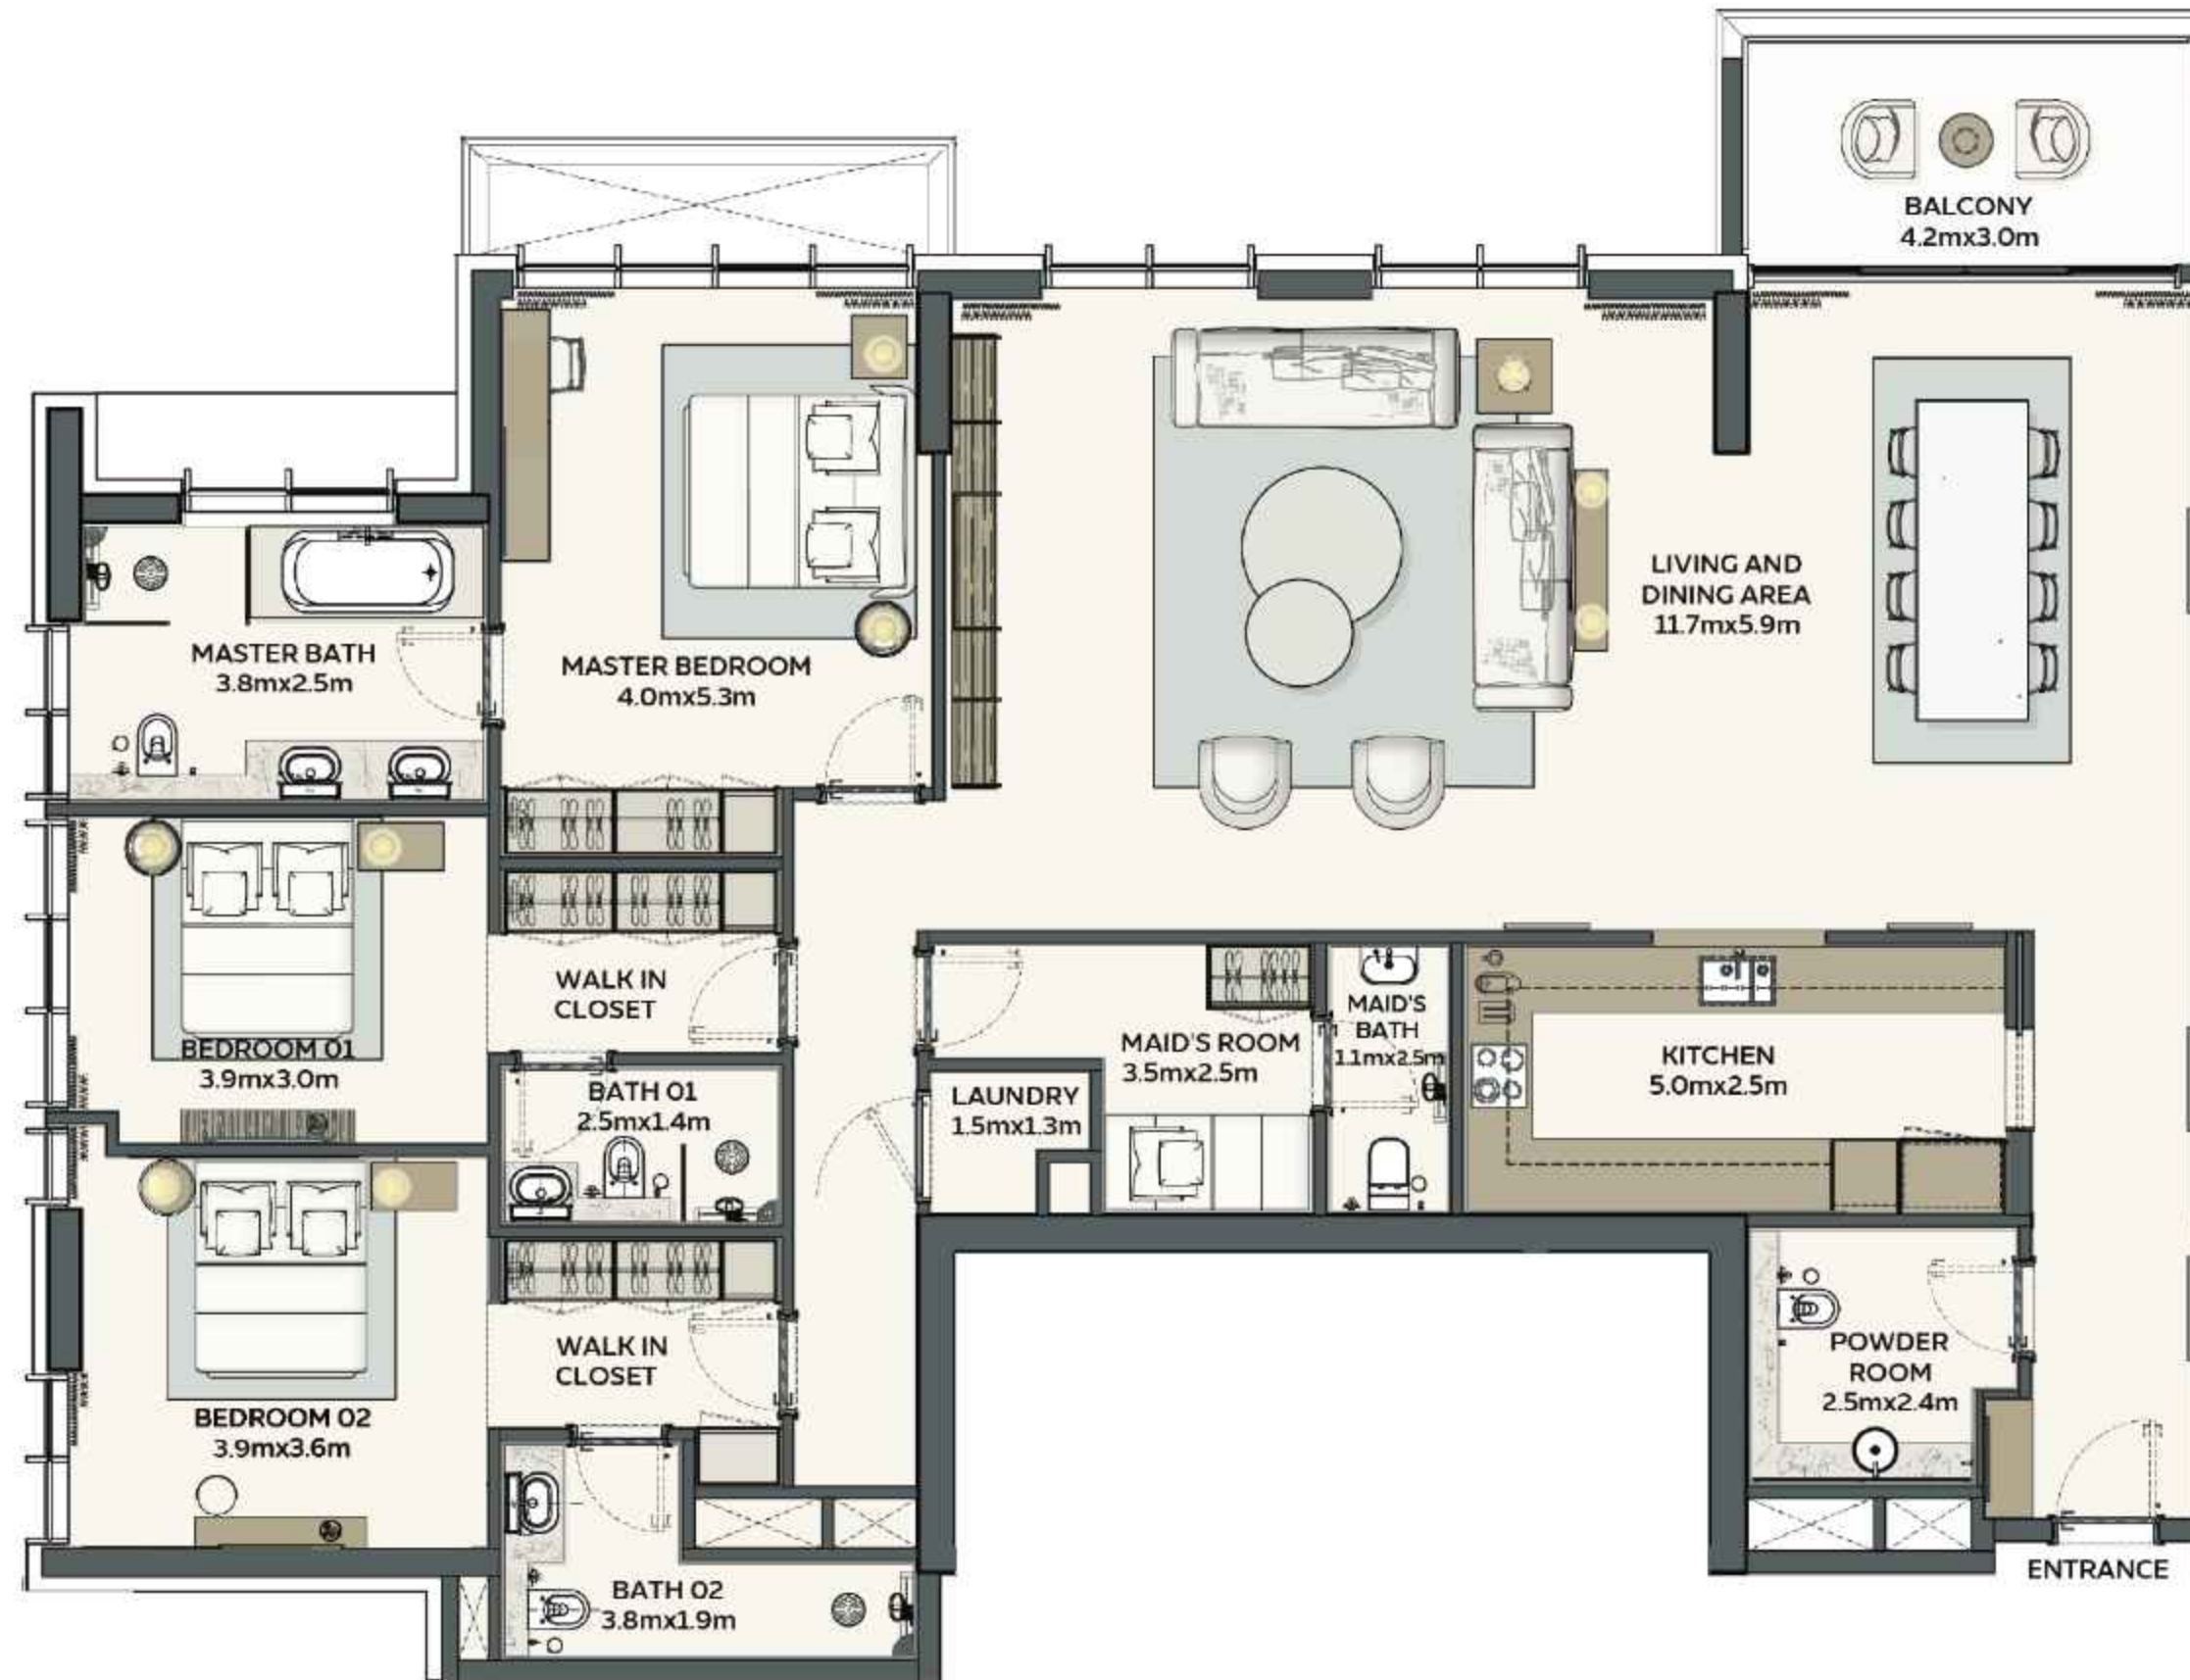 BALCONY
4.2mx3.0m
LIVING AND
DINING AREA
11.7mx5.9m
MASTER BATH
3.8mx2.5m
MASTER BEDROOM
4.0mx5.3m
WALK IN
CLOSET
MAID'S ROOM
3.5mx2.5m
MAID'S
BATH
1.1mx2.5m
KITCHEN
5.0mx2.5m
BEDROOM 01
3.9mx3.0m
BATH 01
2.5mx1.4m
LAUNDRY
1.5mx1.3m
WALK IN
CLOSET
POWDER
ROOM
2.5mx2.4m
BEDROOM 02
3.9mx3.6m
BATH 02
3.8mx1.9m
ENTRANCE